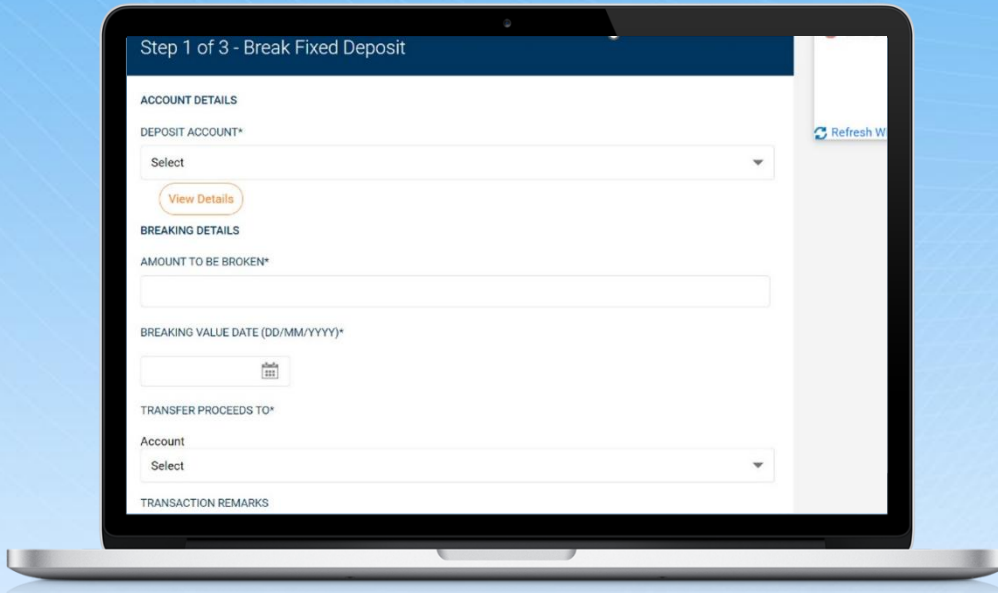 Step 1 of 3 - Break Fixed Deposit
ACCOUNT DETAILS
DEPOSIT ACCOUNT*
Select
Refresh W
View Details
BREAKING DETAILS
AMOUNT TO BE BROKEN*
BREAKING VALUE DATE (DD/MM/YYYY)*
TRANSFER PROCEEDS TO*
Account
Select
TRANSACTION REMARKS